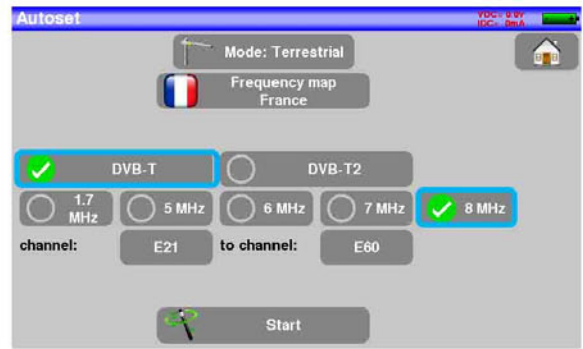 Autoset
VDC= 0.0V
IDC= 0mA
Mode: Terrestrial
Frequency map
France
DVB-T
DVB-T2
1.7
MHz
5 MHz
6 MHz
7 MHz
8 MHz
channel:
E21
to channel:
E60
Start